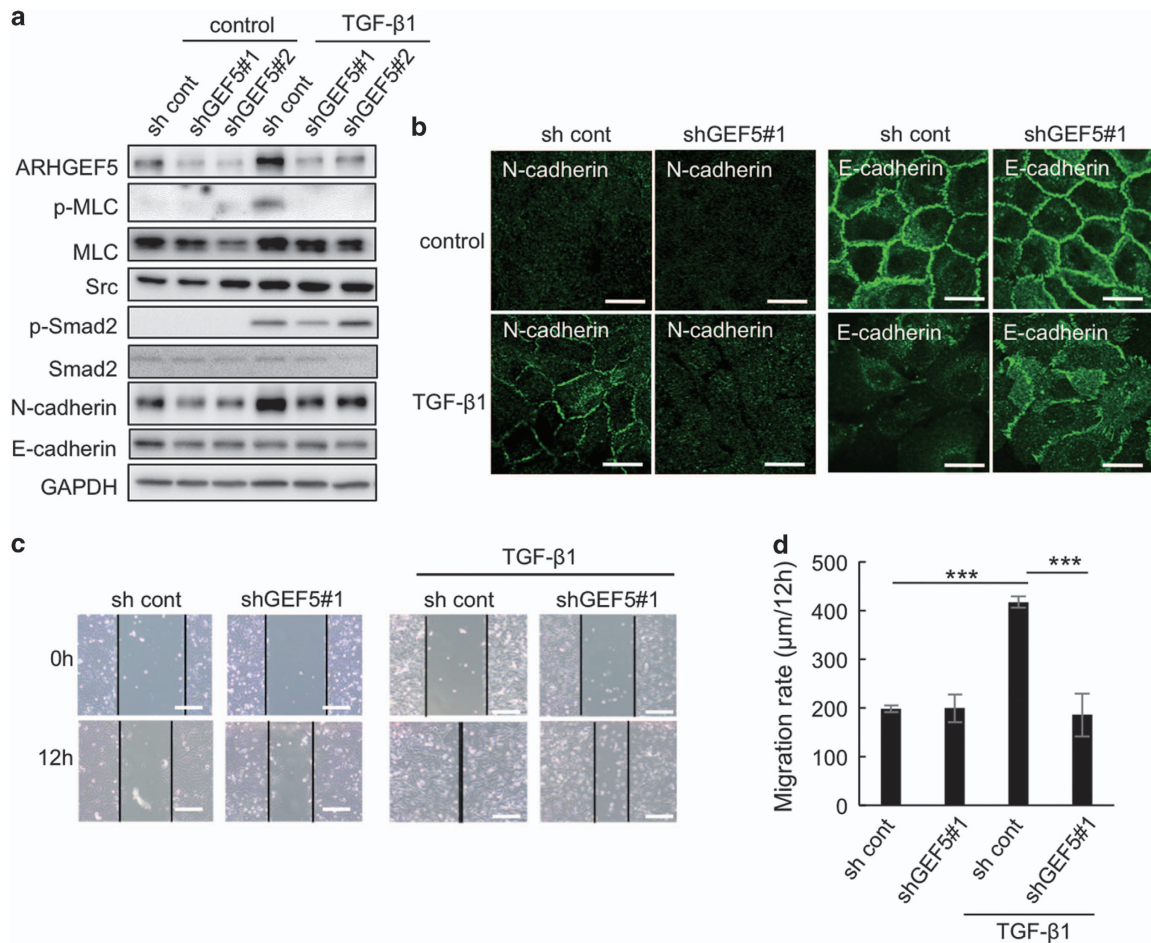 a
control
TGF-β1
sh cont
shGEF5#1
shGEF5#2
sh cont
shGEF5#1
shGEF5#2
ARHGEF5
p-MLC
MLC
Src
p-Smad2
Smad2
N-cadherin
E-cadherin
GAPDH
b
sh cont shGEF5#1 sh cont shGEF5#1
control
N-cadherin N-cadherin E-cadherin E-cadherin
TGF-β1
N-cadherin N-cadherin E-cadherin E-cadherin
c
TGF-β1
sh cont shGEF5#1 sh cont shGEF5#1
0h
12h
d
Migration rate (µm/12h)
500
400
300
200
100
0
***
***
sh cont
shGEF5#1
sh cont
shGEF5#1
TGF-β1